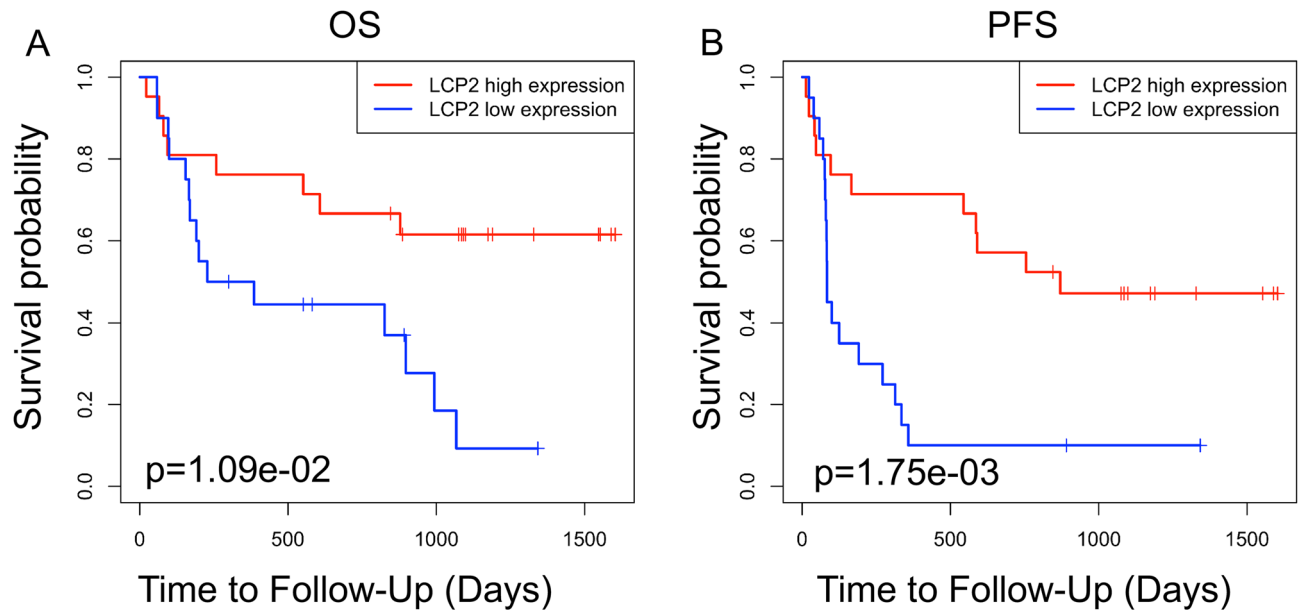 A
OS
LCP2 high expression
LCP2 low expression
Survival probability
1.0
0.8
0.6
0.4
0.2
0.0
p=1.09e-02
0 500 1000 1500
Time to Follow-Up (Days)
B
PFS
LCP2 high expression
LCP2 low expression
Survival probability
1.0
0.8
0.6
0.4
0.2
0.0
p=1.75e-03
0 500 1000 1500
Time to Follow-Up (Days)